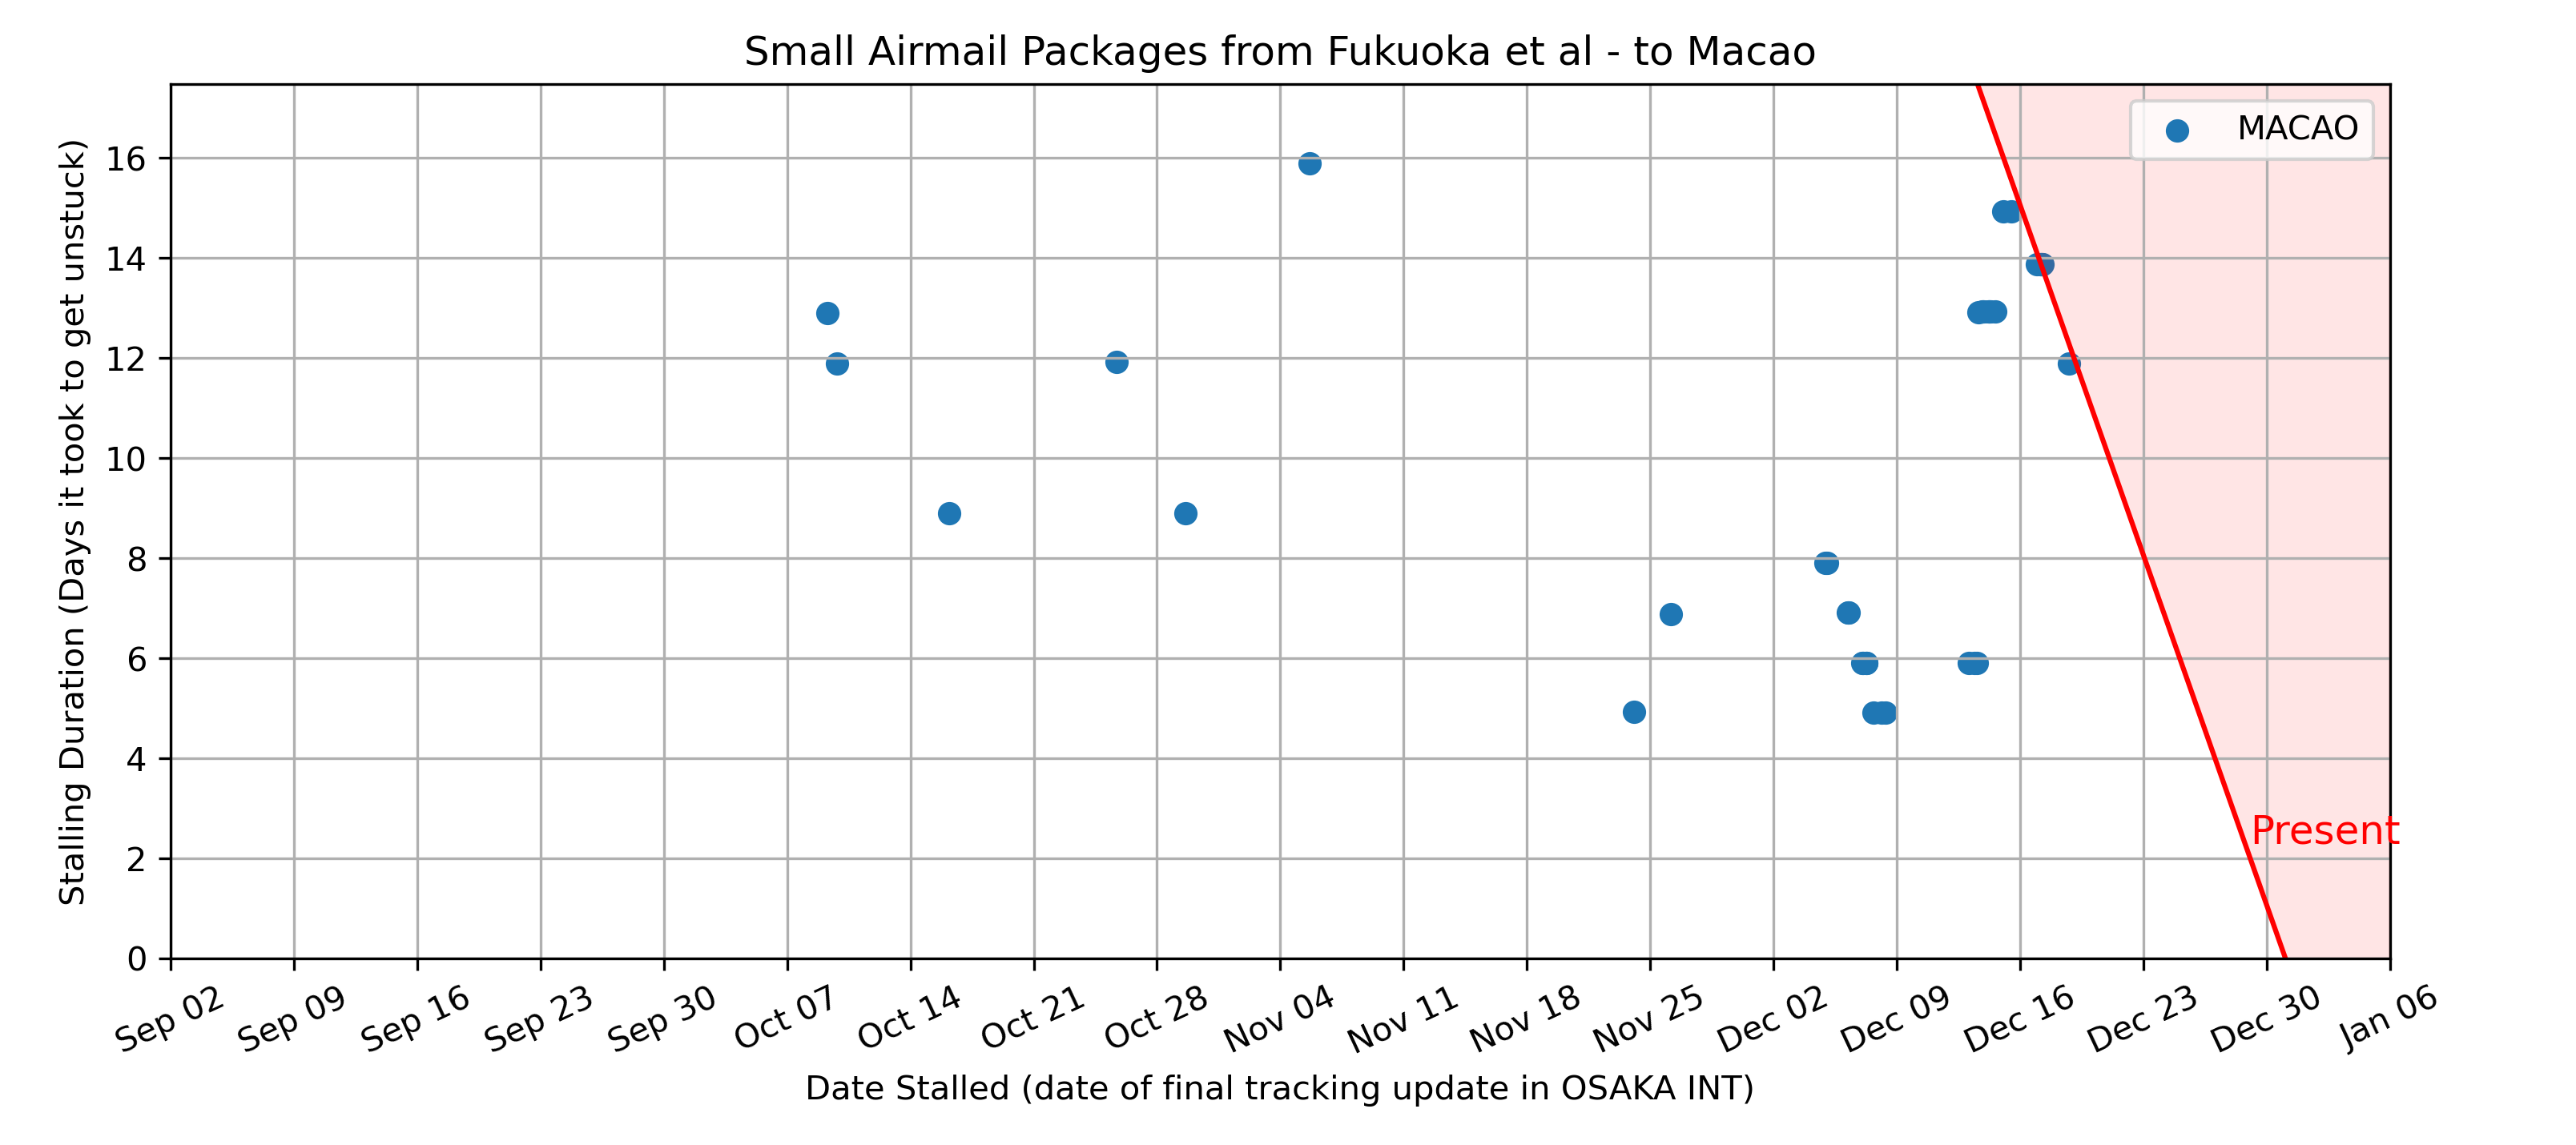 Small Airmail Packages from Fukuoka et al - to Macao
MACAO
Stalling Duration (Days it took to get unstuck)
16
14
12
10
8
6
4
2
0
Present
Sep 02 Sep 09 Sep 16 Sep 23 Sep 30 Oct 07 Oct 14 Oct 21 Oct 28 Nov 04 Nov 11 Nov 18 Nov 25 Dec 02 Dec 09 Dec 16 Dec 23 Dec 30 Jan 06
Date Stalled (date of final tracking update in OSAKA INT)